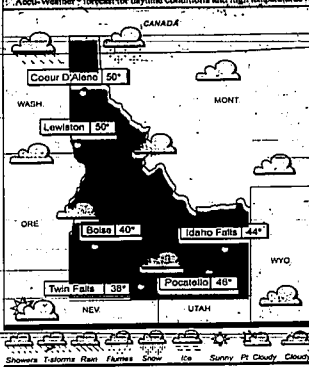 Accu-Weather® forecast for daytime conditions and high temperatures
CANADA
Coeur D'Alene 50°
WASH.
MONT.
Lewiston 50°
ORE
Boise 40°
Idaho Falls 44°
WYO.
Twin Falls 38°
Pocatello 46°
NEV.
UTAH
Showers T-storms Rain Flurries Snow Ice Sunny Pt Cloudy Cloudy